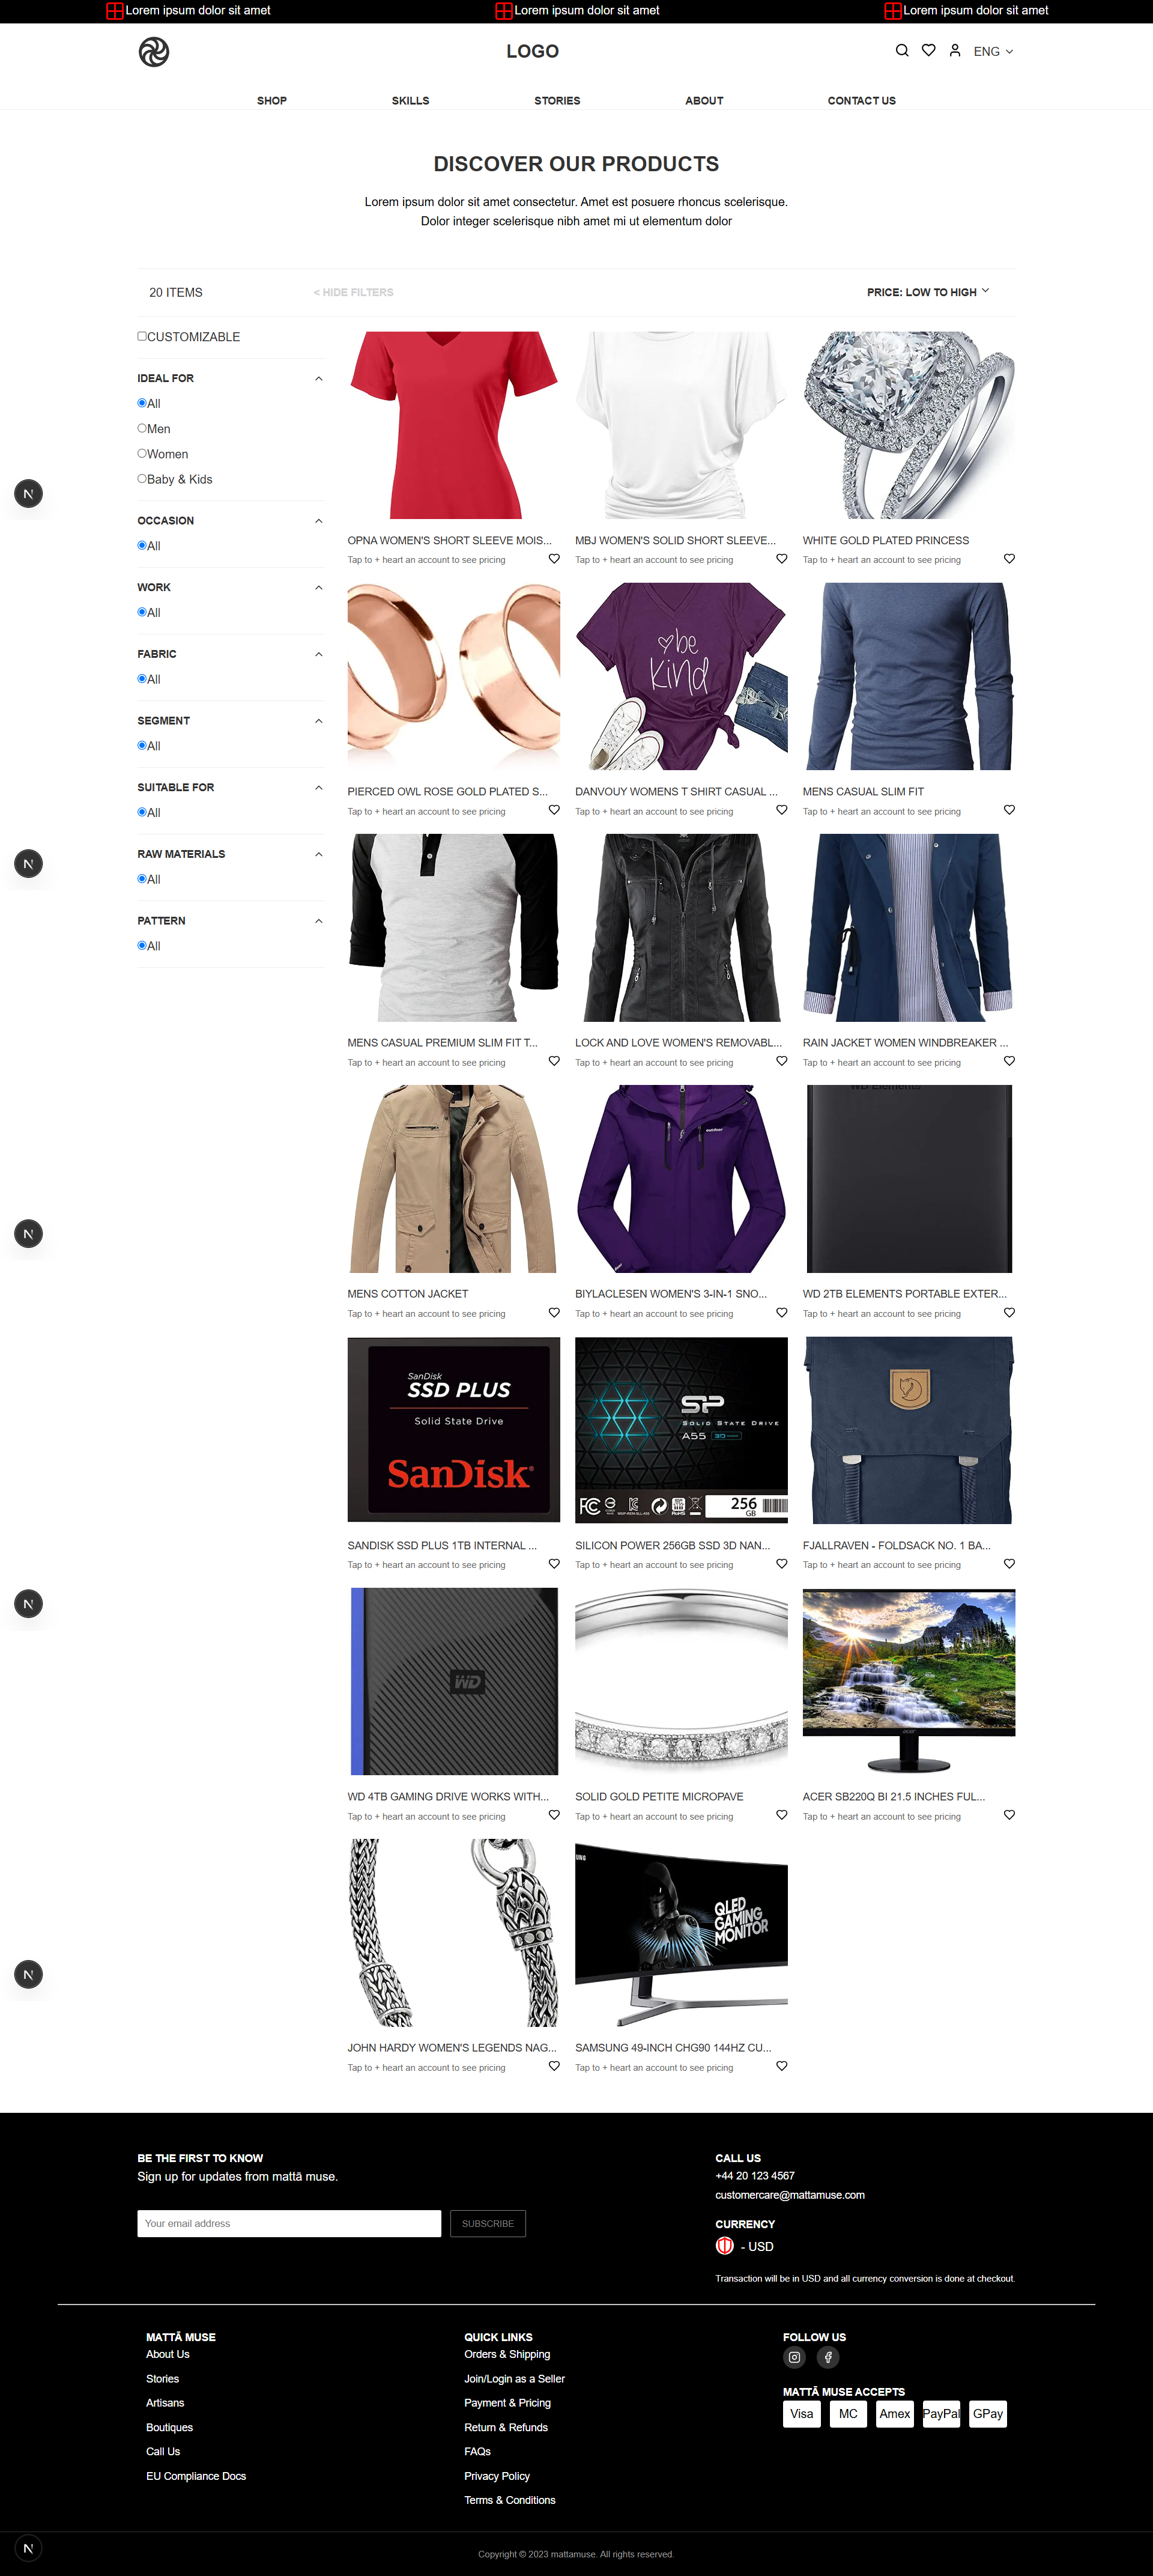 Lorem ipsum dolor sit amet
Lorem ipsum dolor sit amet
Lorem ipsum dolor sit amet
LOGO
ENG
SHOP
SKILLS
STORIES
ABOUT
CONTACT US
DISCOVER OUR PRODUCTS
Lorem ipsum dolor sit amet consectetur. Amet est posuere rhoncus scelerisque.
Dolor integer scelerisque nibh amet mi ut elementum dolor
20 ITEMS
< HIDE FILTERS
PRICE: LOW TO HIGH
CUSTOMIZABLE
IDEAL FOR
All
Men
Women
Baby & Kids
OCCASION
All
WORK
All
FABRIC
All
SEGMENT
All
SUITABLE FOR
All
RAW MATERIALS
All
PATTERN
All
N
N
N
N
N
OPNA WOMEN'S SHORT SLEEVE MOIS...
Tap to + heart an account to see pricing
MBJ WOMEN'S SOLID SHORT SLEEVE...
Tap to + heart an account to see pricing
WHITE GOLD PLATED PRINCESS
Tap to + heart an account to see pricing
PIERCED OWL ROSE GOLD PLATED S...
Tap to + heart an account to see pricing
be
kind
DANVOUY WOMENS T SHIRT CASUAL ...
Tap to + heart an account to see pricing
MENS CASUAL SLIM FIT
Tap to + heart an account to see pricing
MENS CASUAL PREMIUM SLIM FIT T...
Tap to + heart an account to see pricing
LOCK AND LOVE WOMEN'S REMOVABL...
Tap to + heart an account to see pricing
RAIN JACKET WOMEN WINDBREAKER ...
Tap to + heart an account to see pricing
MENS COTTON JACKET
Tap to + heart an account to see pricing
outdoor
BIYLACLESEN WOMEN'S 3-IN-1 SNO...
Tap to + heart an account to see pricing
WD Elements
WD 2TB ELEMENTS PORTABLE EXTER...
Tap to + heart an account to see pricing
SanDisk
SSD PLUS
Solid State Drive
SanDisk
SANDISK SSD PLUS 1TB INTERNAL ...
Tap to + heart an account to see pricing
SP
SOLID STATE DRIVE
A55
FC
256
GB
SILICON POWER 256GB SSD 3D NAN...
Tap to + heart an account to see pricing
FJALLRAVEN - FOLDSACK NO. 1 BA...
Tap to + heart an account to see pricing
WD
WD 4TB GAMING DRIVE WORKS WITH...
Tap to + heart an account to see pricing
SOLID GOLD PETITE MICROPAVE
Tap to + heart an account to see pricing
acer
ACER SB220Q BI 21.5 INCHES FUL...
Tap to + heart an account to see pricing
JOHN HARDY WOMEN'S LEGENDS NAG...
Tap to + heart an account to see pricing
UNG
QLED
GAMING
MONITOR
SAMSUNG 49-INCH CHG90 144HZ CU...
Tap to + heart an account to see pricing
BE THE FIRST TO KNOW
Sign up for updates from mattā muse.
Your email address
SUBSCRIBE
CALL US
+44 20 123 4567
customercare@mattamuse.com
CURRENCY
- USD
Transaction will be in USD and all currency conversion is done at checkout.
MATTĀ MUSE
About Us
Stories
Artisans
Boutiques
Call Us
EU Compliance Docs
QUICK LINKS
Orders & Shipping
Join/Login as a Seller
Payment & Pricing
Return & Refunds
FAQs
Privacy Policy
Terms & Conditions
FOLLOW US
MATTĀ MUSE ACCEPTS
Visa
MC
Amex
PayPal
GPay
N
Copyright © 2023 mattamuse. All rights reserved.